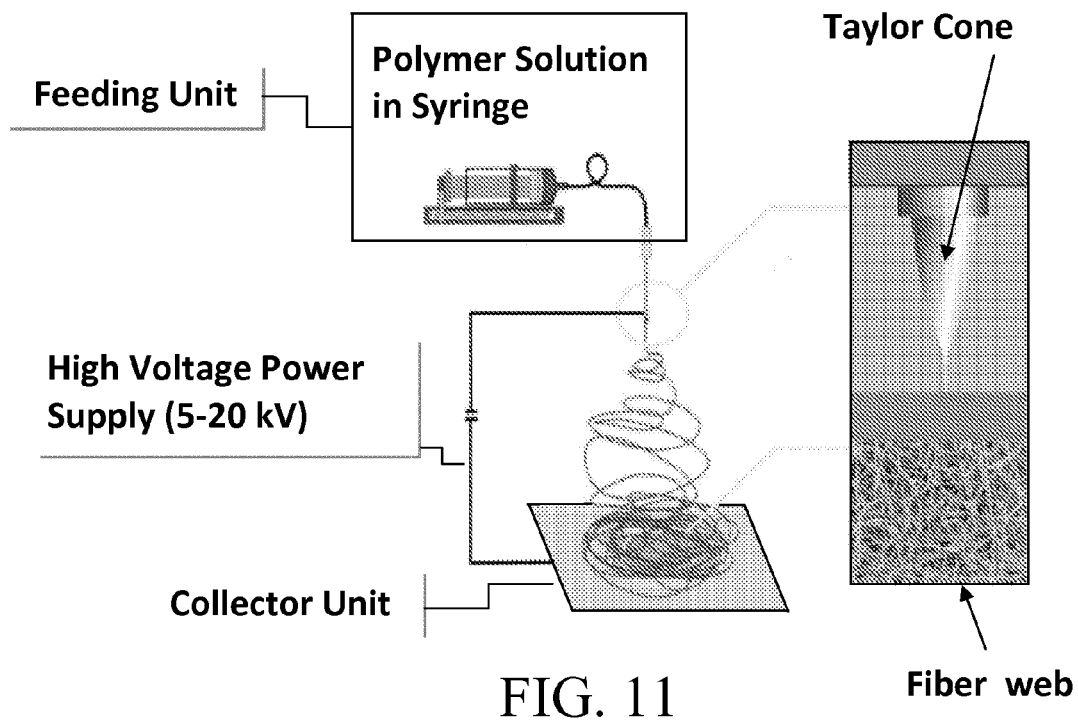 Taylor Cone
Polymer Solution
in Syringe
Feeding Unit
High Voltage Power
Supply (5-20 kV)
Collector Unit
Fiber web
FIG. 11